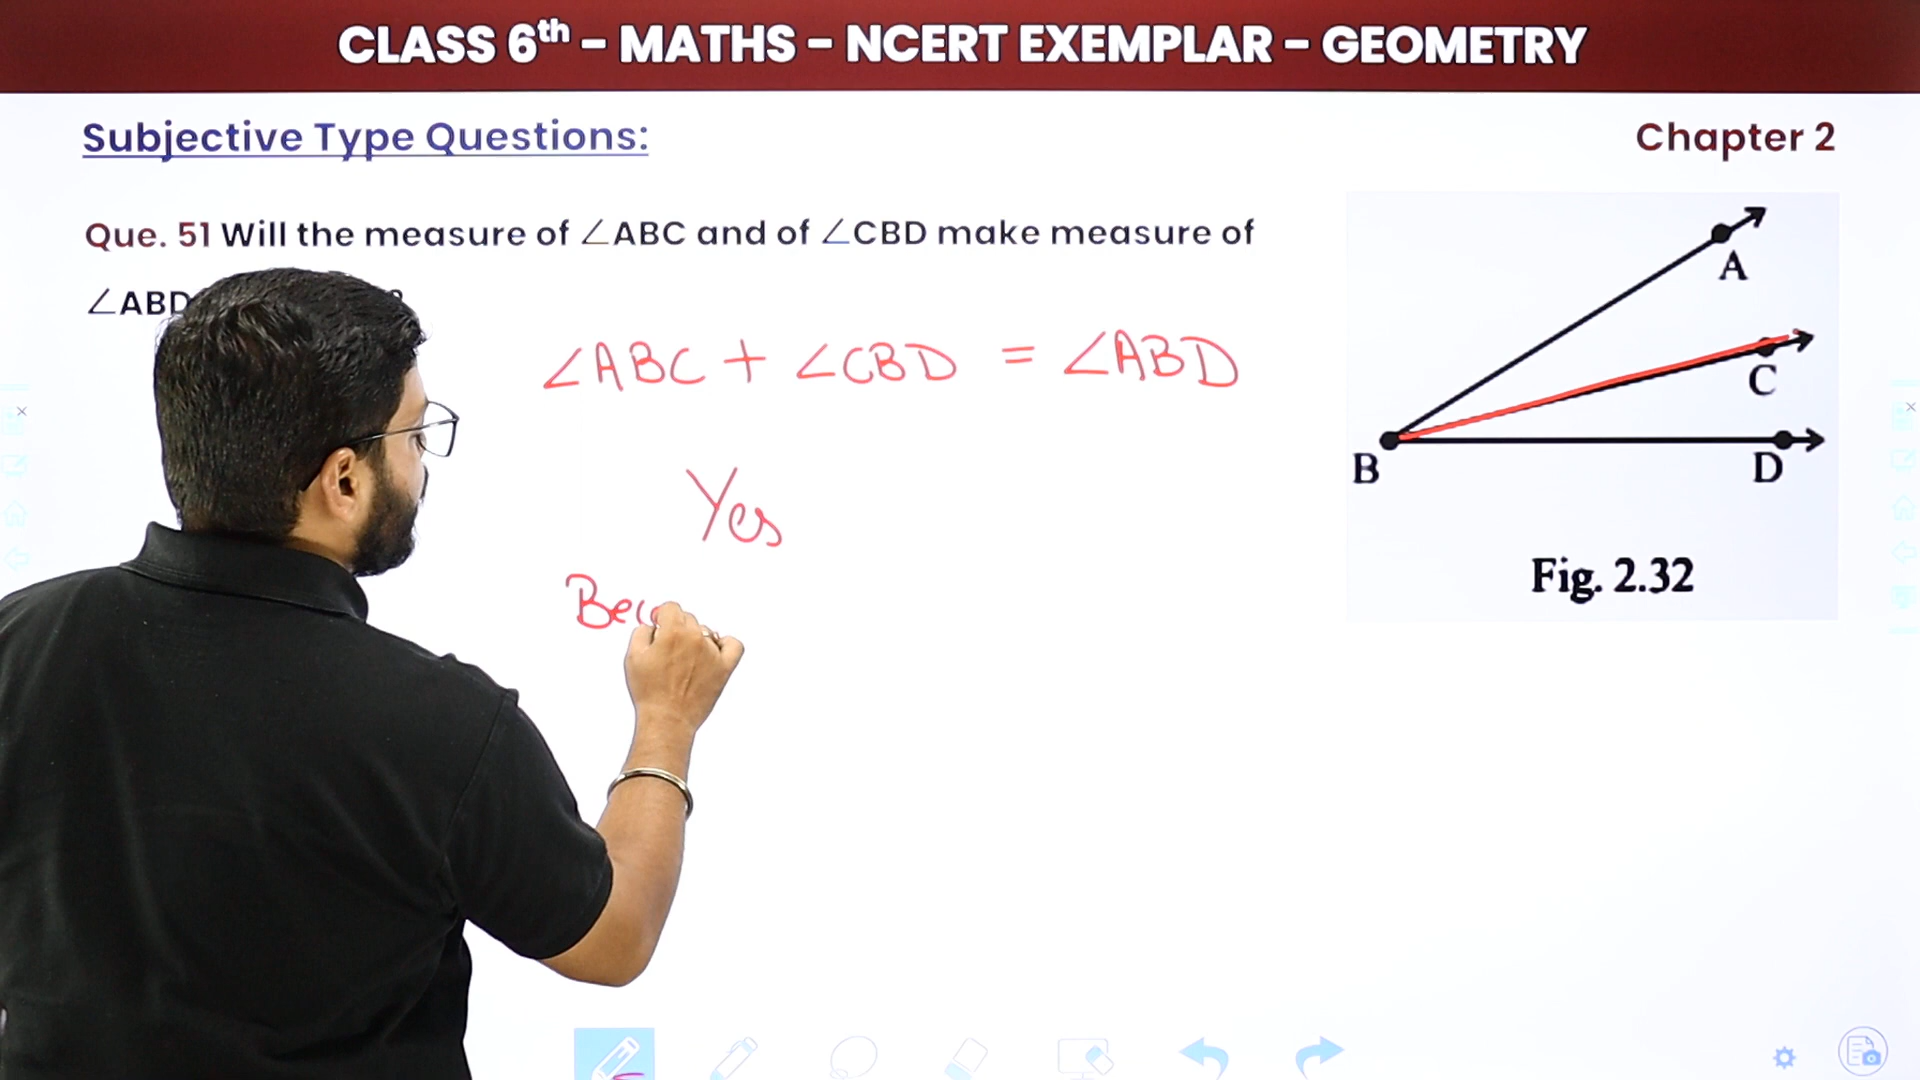 CLASS 6th – MATHS – NCERT EXEMPLAR – GEOMETRY
Subjective Type Questions:
Chapter 2
Que. 51 Will the measure of ∠ABC and of ∠CBD make measure of
∠ABD
∠ABC + ∠CBD = ∠ABD
Yes
A
C
B
D
Fig. 2.32